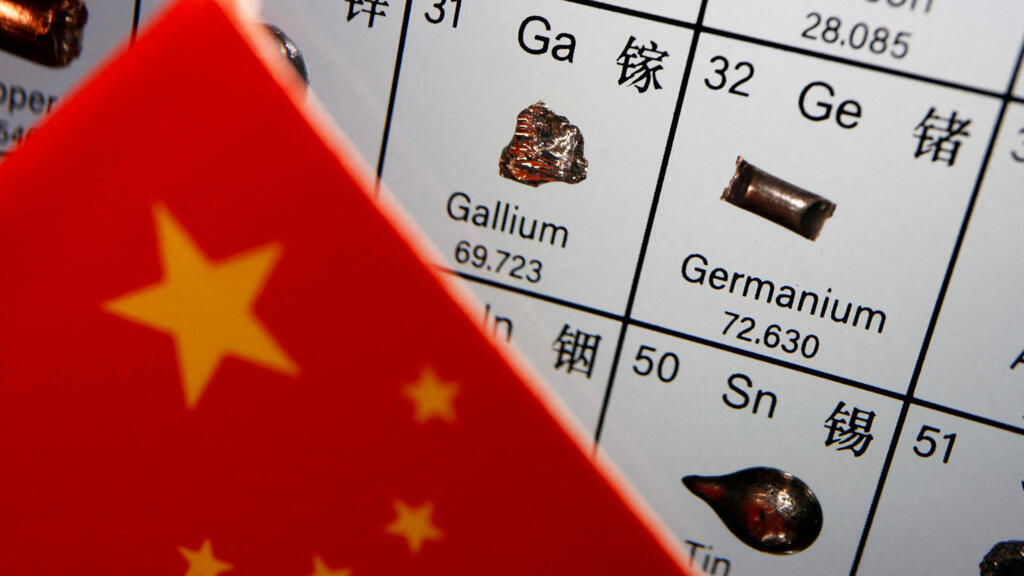 锌
31
Ga
镓
Gallium
69.723
28.085
32
Ge
锗
Germanium
72.630
In
铟
50
Sn
锡
Tin
51